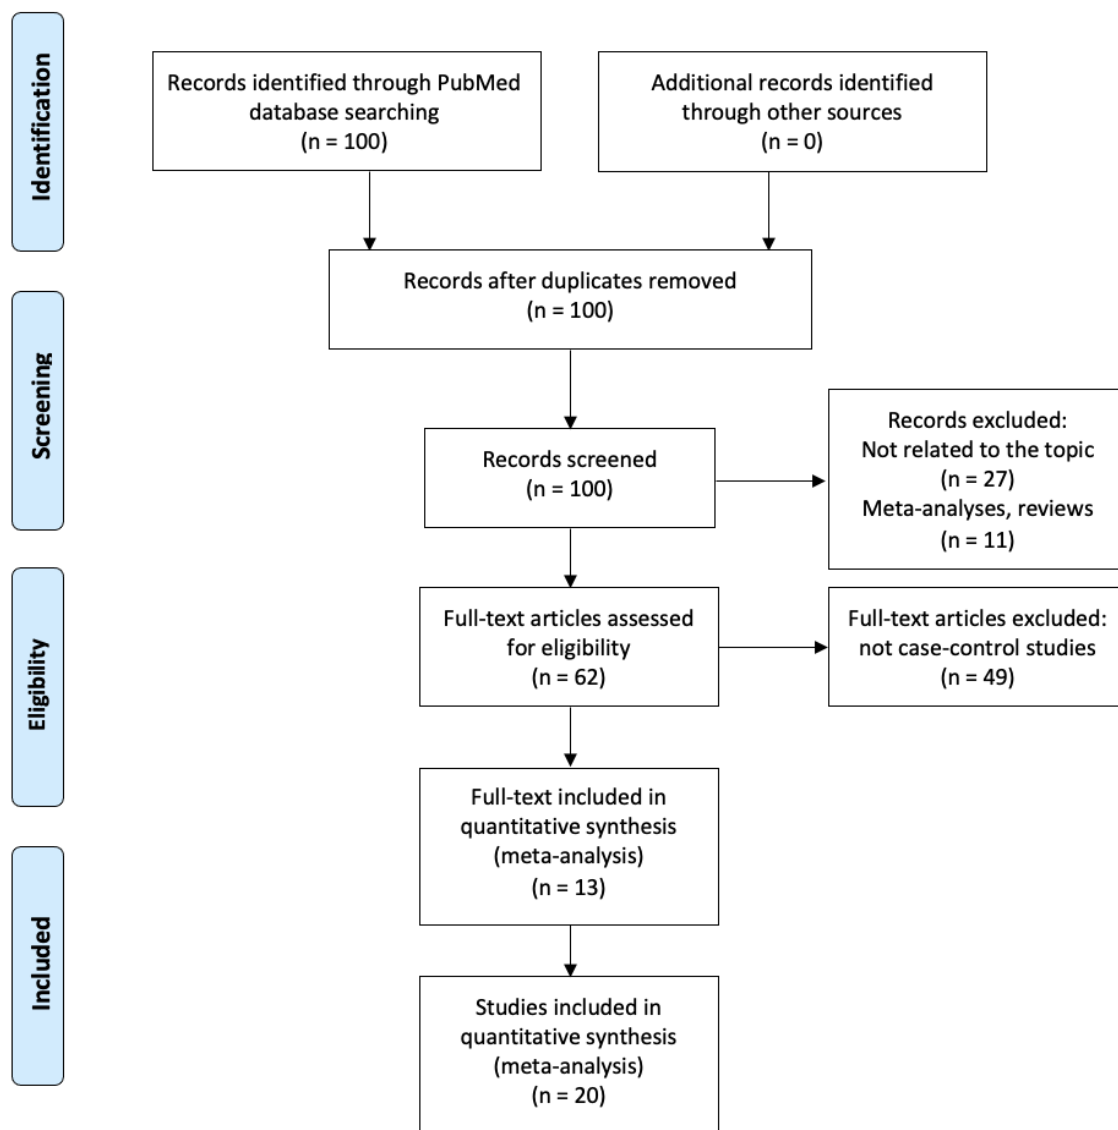 Identification
Records identified through PubMed
database searching
(n = 100)
Additional records identified
through other sources
(n = 0)
Records after duplicates removed
(n = 100)
Screening
Records screened
(n = 100)
Records excluded:
Not related to the topic
(n = 27)
Meta-analyses, reviews
(n = 11)
Eligibility
Full-text articles assessed
for eligibility
(n = 62)
Full-text articles excluded:
not case-control studies
(n = 49)
Full-text included in
quantitative synthesis
(meta-analysis)
(n = 13)
Included
Studies included in
quantitative synthesis
(meta-analysis)
(n = 20)